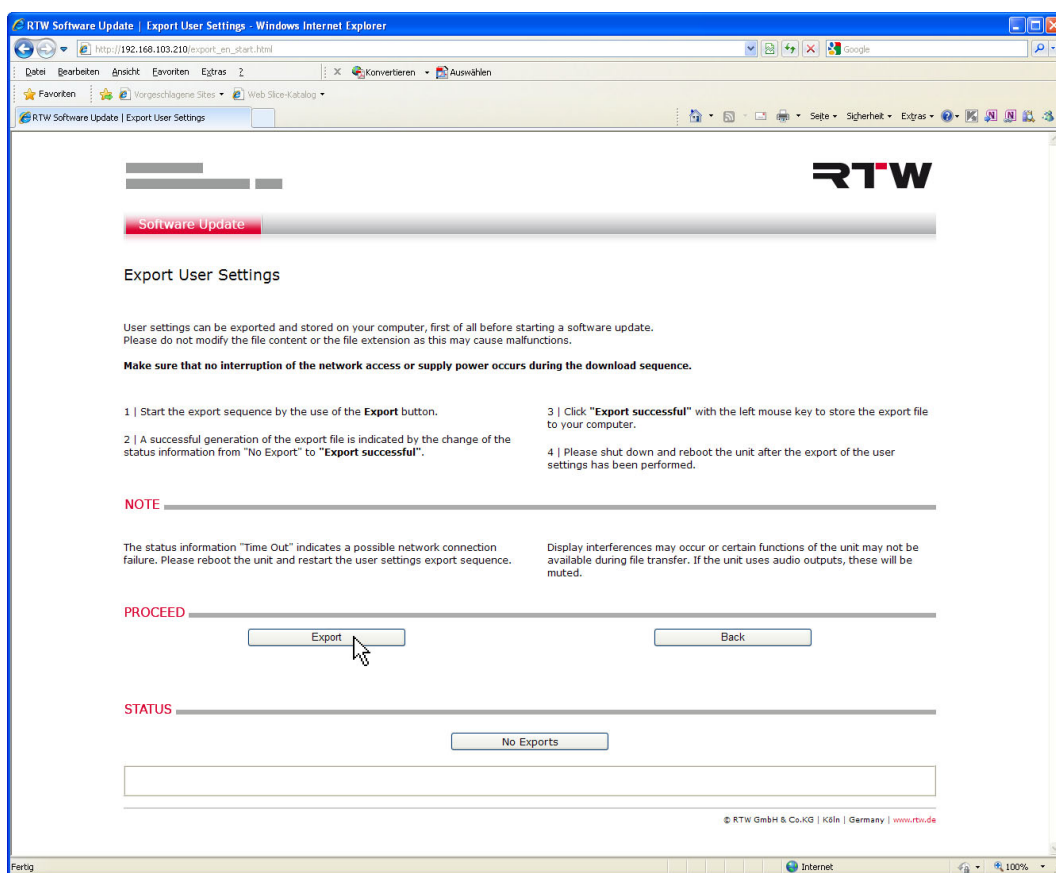 RTW Software Update | Export User Settings - Windows Internet Explorer
http://192.168.103.210/export_en_start.html
Google
Datei Bearbeiten Ansicht Favoriten Extras ? X Konvertieren Auswählen
Favoriten Vorgeschlagene Sites Web Slice-Katalog
RTW Software Update | Export User Settings
Seite Sicherheit Extras
RTW
Software Update
Export User Settings
User settings can be exported and stored on your computer, first of all before starting a software update.
Please do not modify the file content or the file extension as this may cause malfunctions.
Make sure that no interruption of the network access or supply power occurs during the download sequence.
1 | Start the export sequence by the use of the Export button.
2 | A successful generation of the export file is indicated by the change of the
status information from "No Export" to "Export successful".
3 | Click "Export successful" with the left mouse key to store the export file
to your computer.
4 | Please shut down and reboot the unit after the export of the user
settings has been performed.
NOTE
The status information "Time Out" indicates a possible network connection
failure. Please reboot the unit and restart the user settings export sequence.
Display interferences may occur or certain functions of the unit may not be
available during file transfer. If the unit uses audio outputs, these will be
muted.
PROCEED
Export
Back
STATUS
No Exports
© RTW GmbH & Co.KG | Köln | Germany | www.rtw.de
Fertig
Internet
100%